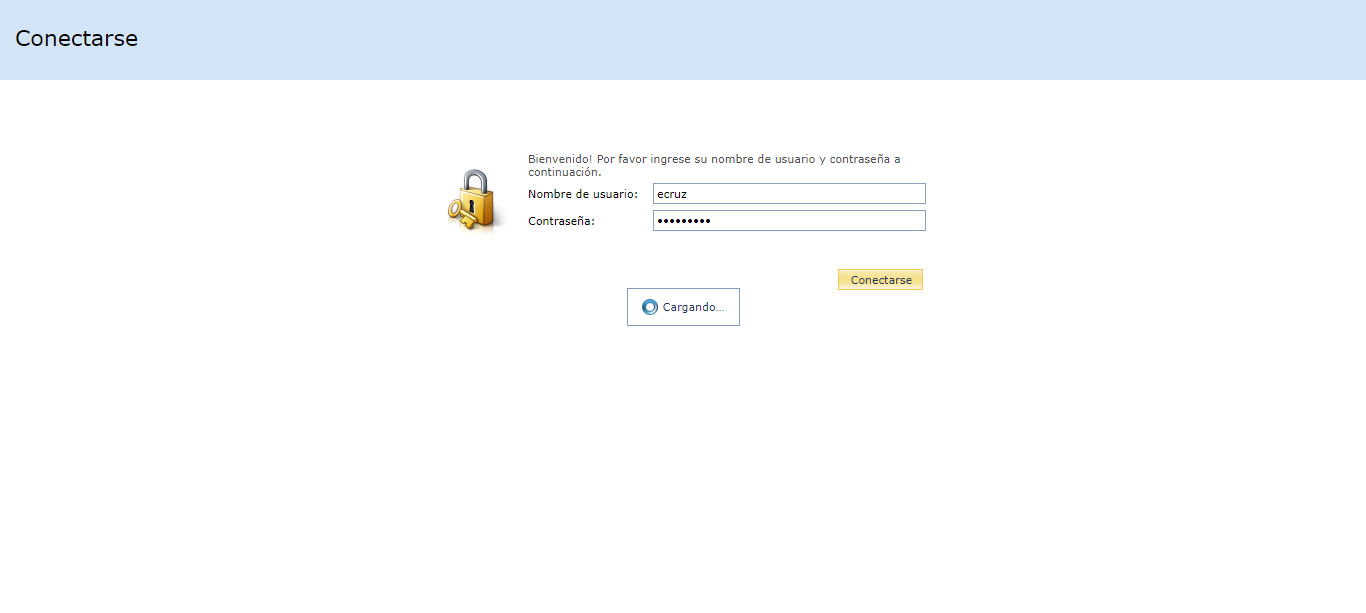 Conectarse
Bienvenido! Por favor ingrese su nombre de usuario y contraseña a
continuación.
Nombre de usuario: ecruz
Contraseña: •••••••••
Conectarse
Cargando…